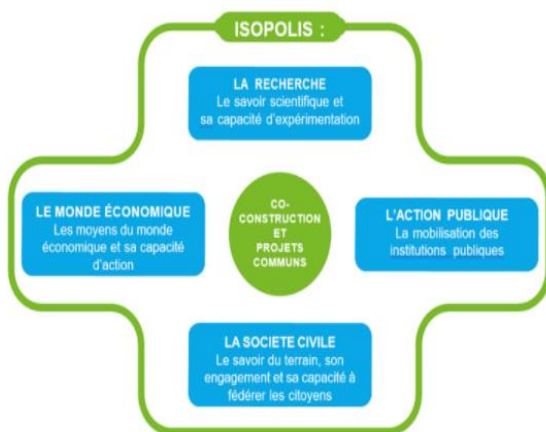 ISOPOLIS :
LA RECHERCHE
Le savoir scientifique et
sa capacité d'expérimentation
LE MONDE ÉCONOMIQUE
Les moyens du monde
économique et sa capacité
d'action
CO-
CONSTRUCTION
ET
PROJETS
COMMUNS
L'ACTION PUBLIQUE
La mobilisation des
institutions publiques
LA SOCIETE CIVILE
Le savoir du terrain, son
engagement et sa capacité à
fédérer les citoyens